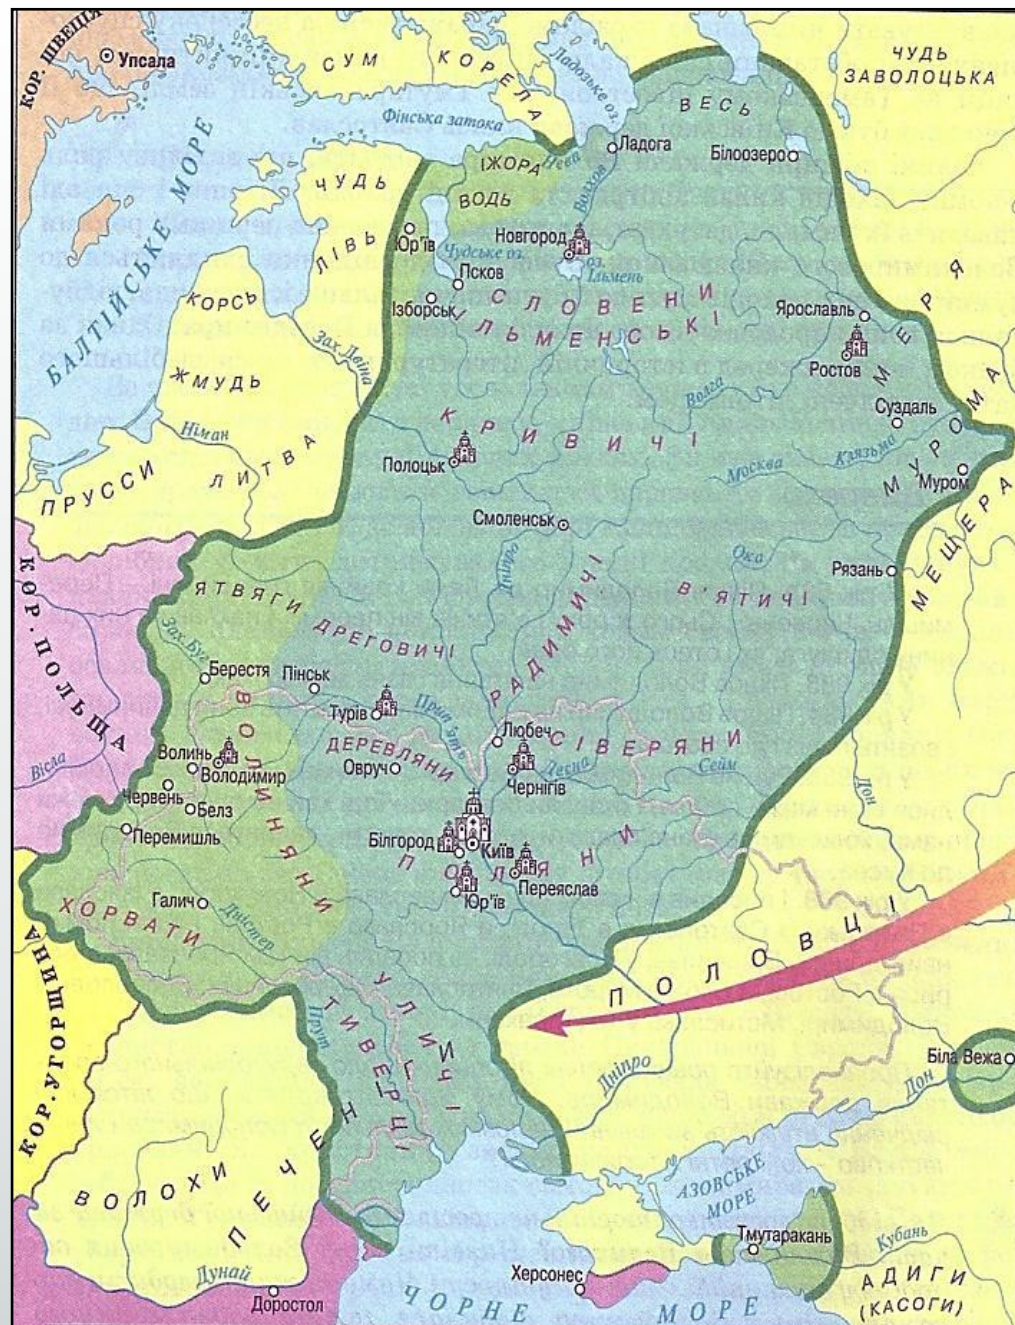 КОР. ШВЕЦІЯ
Упсала
СУМ
КОРЕЛА
Ладозьке оз.
ЧУДЬ
ЗАВОЛОЦЬКА
ВЕСЬ
Фінська затока
Ладога
Білоозеро
БАЛТІЙСЬКЕ МОРЕ
ЧУДЬ
ІЖОРА
Нева
ВОДЬ
Волхов
Новгород
Юр'їв
Чудське оз.
оз.
Ільмень
ЛІВЬ
Псков
Ізборськ
СЛОВЕНИ
ІЛЬМЕНСЬКІ
КОРСЬ
Ярославль
МЕРЯ
Зах. Двіна
Ростов
ЖМУДЬ
Волга
Суздаль
КРИВИЧІ
Німан
МУРОМА
ПРУССИ
ЛИТВА
Полоцьк
Москва
Клязьма
Муром
Смоленськ
МЕЩЕРА
КОР. ПОЛЬЩА
Дніпро
Ока
Рязань
ЯТВЯГИ
ДРЕГОВИЧІ
РАДИМИЧІ
ВЯТИЧІ
Зах. Буг
Берестя
Пінськ
Турів
Прип'ять
Любеч
СІВЕРЯНИ
ВОЛИНЯНИ
ДЕРЕВЛЯНИ
Волинь
Володимир
Овруч
Десна
Сейм
Чернігів
Вісла
Дон
Червень
Белз
Перемишль
Білгород
Київ
ПОЛЯНИ
Переяслав
Юр'їв
Галич
ХОРВАТИ
Дністер
КОР. УГОРЩИНА
ПОЛОВЦІ
УЛИЧІ
ТИВЕРЦІ
Прут
Дніпро
Біла Вежа
Дон
ВОЛОХИ
ПЕЧЕНІГИ
АЗОВСЬКЕ
МОРЕ
Тмутаракань
Кубань
Дунай
Доростол
Херсонес
АДИГИ
(КАСОГИ)
ЧОРНЕ МОРЕ